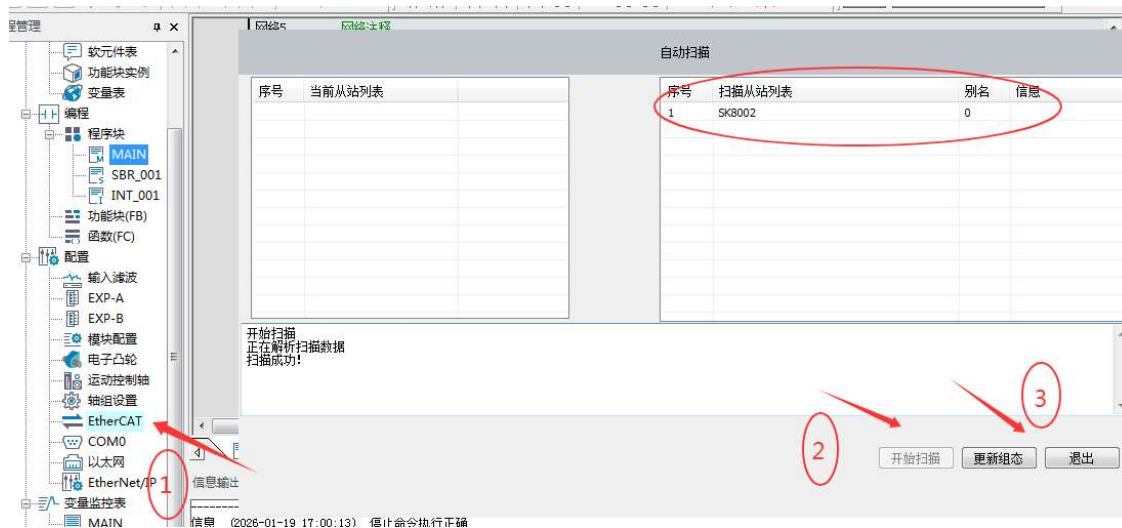 程管理
软元件表
功能块实例
变量表
编程
程序块
MAIN
SBR_001
INT_001
功能块(FB)
函数(FC)
配置
输入滤波
EXP-A
EXP-B
模块配置
电子凸轮
运动控制轴
轴组设置
EtherCAT
COM0
以太网
EtherNet/IP
变量监控表
MAIN
网络5 网络注释
自动扫描
序号 当前从站列表
序号 扫描从站列表 别名 信息
1 SK8002 0
开始扫描
正在解析扫描数据
扫描成功!
1
2
3
开始扫描 更新组态 退出
信息输出
信息 (2026-01-19 17:00:13) 停止命令执行正确